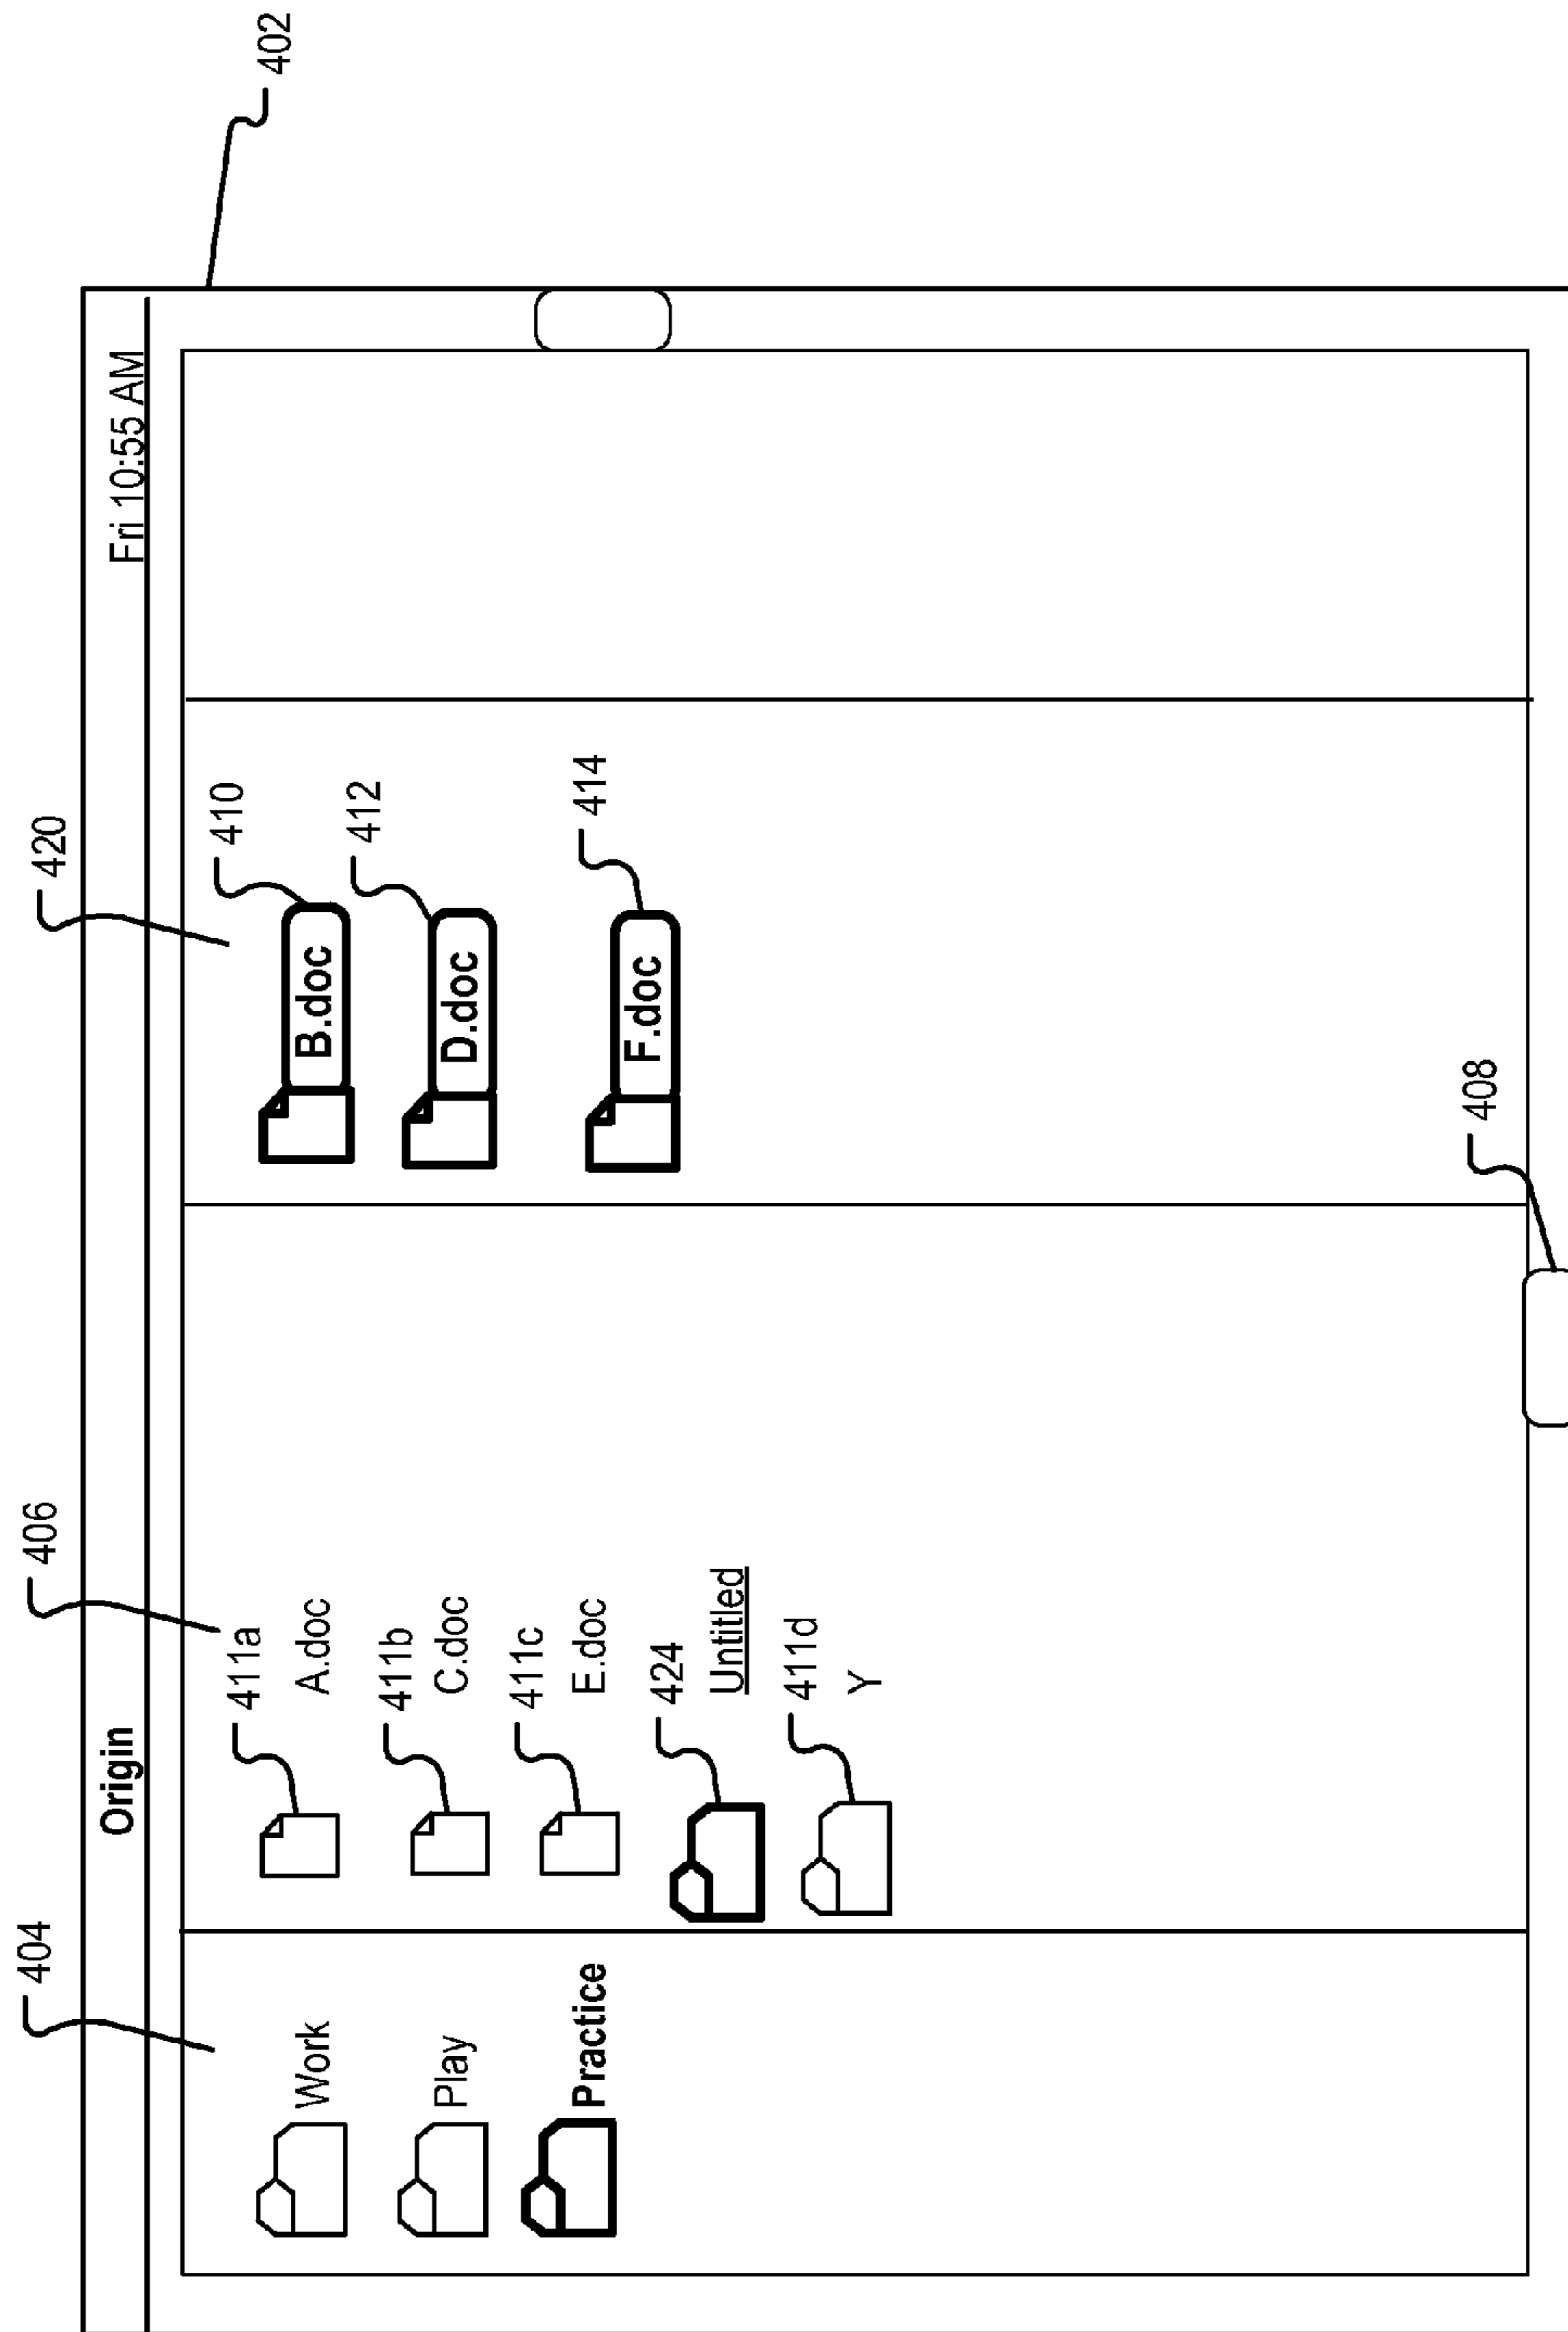 402
Origin
Fri 10:55 AM
404
406
420
Work
Play
Practice
411a
A.doc
411b
C.doc
411c
E.doc
424
Untitled
411d
Y
410
B.doc
412
D.doc
414
F.doc
408